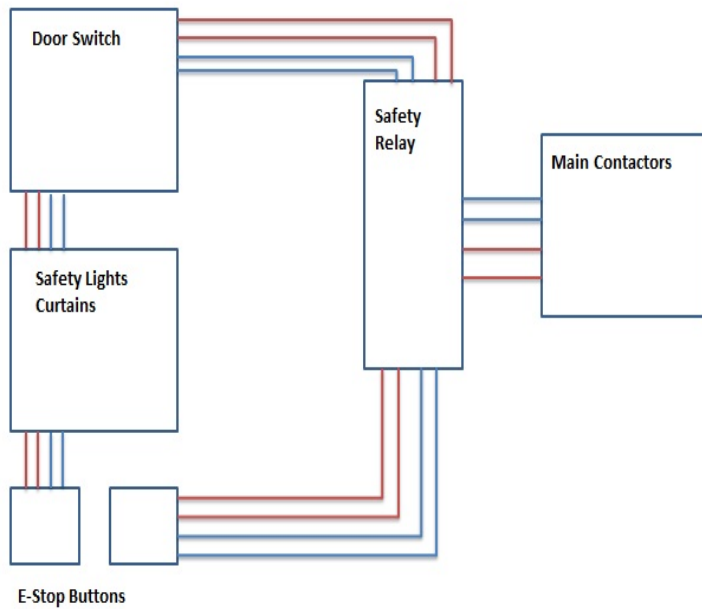 Door Switch
Safety
Relay
Main Contactors
Safety Lights
Curtains
E-Stop Buttons